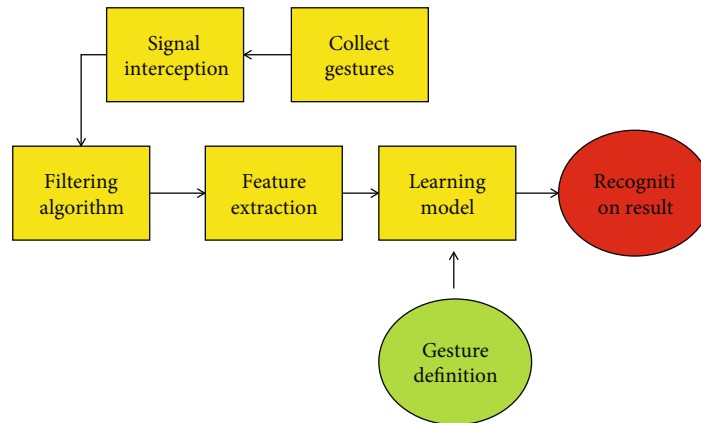 Signal
interception
Collect
gestures
Filtering
algorithm
Feature
extraction
Learning
model
Recogniti
on result
Gesture
definition